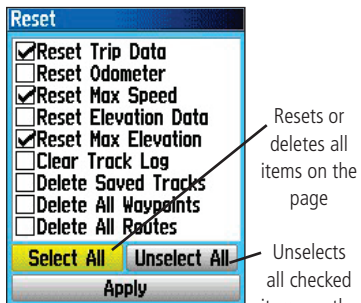 Reset
Reset Trip Data
Reset Odometer
Reset Max Speed
Reset Elevation Data
Reset Max Elevation
Clear Track Log
Delete Saved Tracks
Delete All Waypoints
Delete All Routes
Select All
Unselect All
Apply
Resets or
deletes all
items on the
page
Unselects
all checked